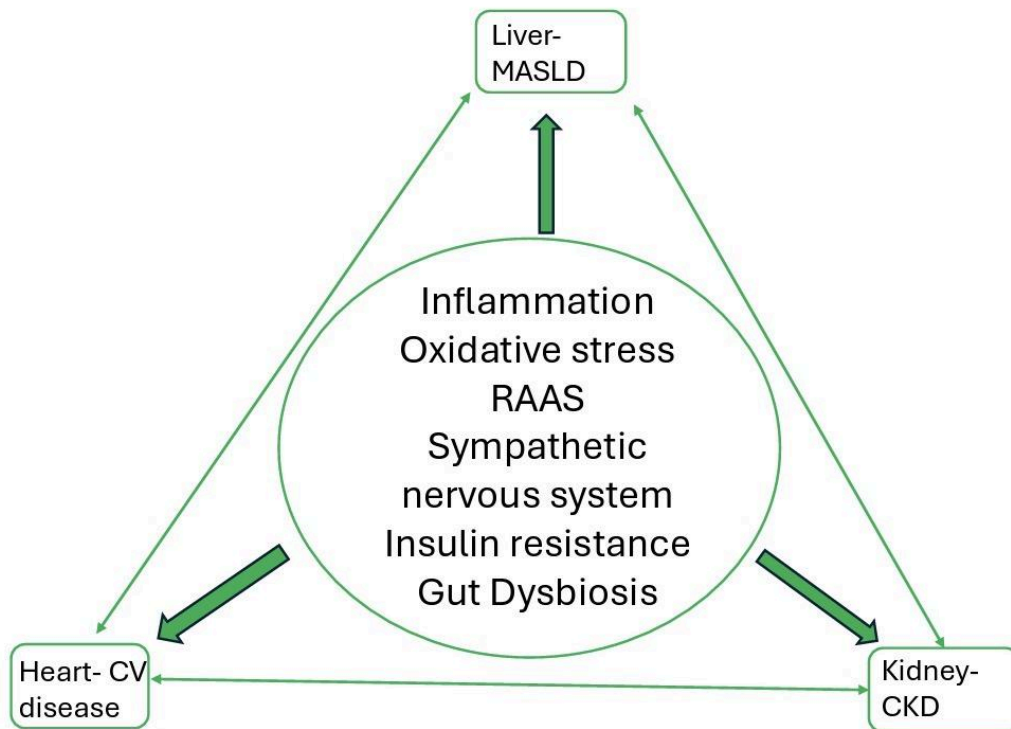 Liver-
MASLD
Inflammation
Oxidative stress
RAAS
Sympathetic
nervous system
Insulin resistance
Gut Dysbiosis
Heart- CV
disease
Kidney-
CKD